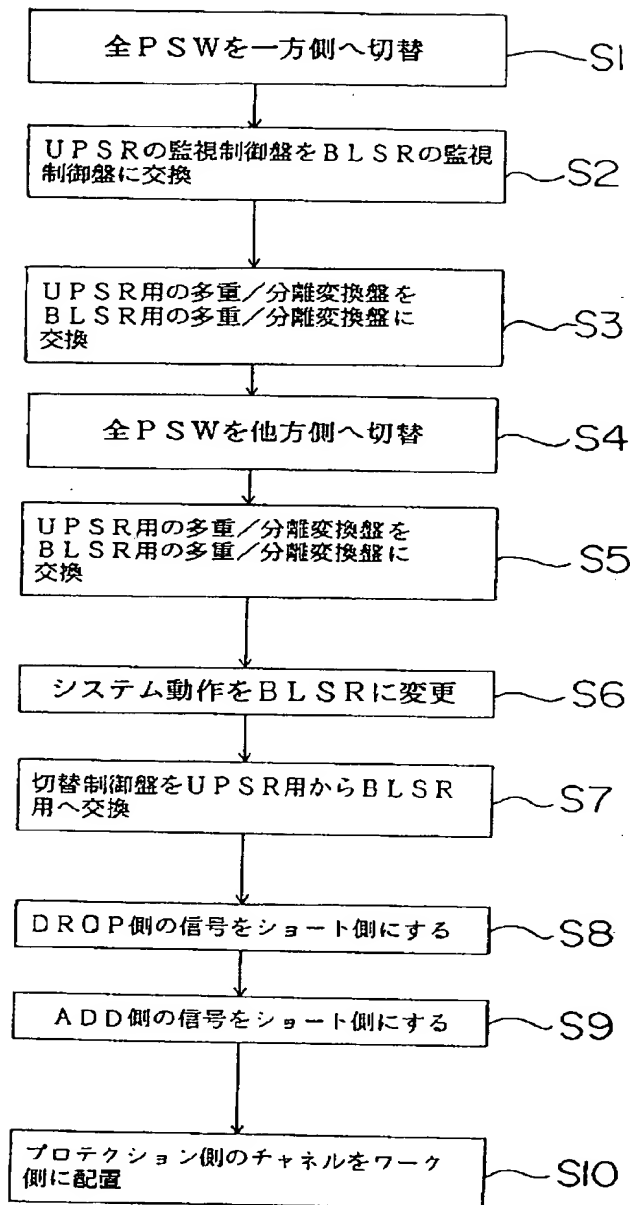 全PSWを一方側へ切替
S1
UPSRの監視制御盤をBLSRの監視
制御盤に交換
S2
UPSR用の多重/分離変換盤を
BLSR用の多重/分離変換盤に
交換
S3
全PSWを他方側へ切替
S4
UPSR用の多重/分離変換盤を
BLSR用の多重/分離変換盤に
交換
S5
システム動作をBLSRに変更
S6
切替制御盤をUPSR用からBLSR
用へ交換
S7
DROP側の信号をショート側にする
S8
ADD側の信号をショート側にする
S9
プロテクション側のチャネルをワーク
側に配置
S10